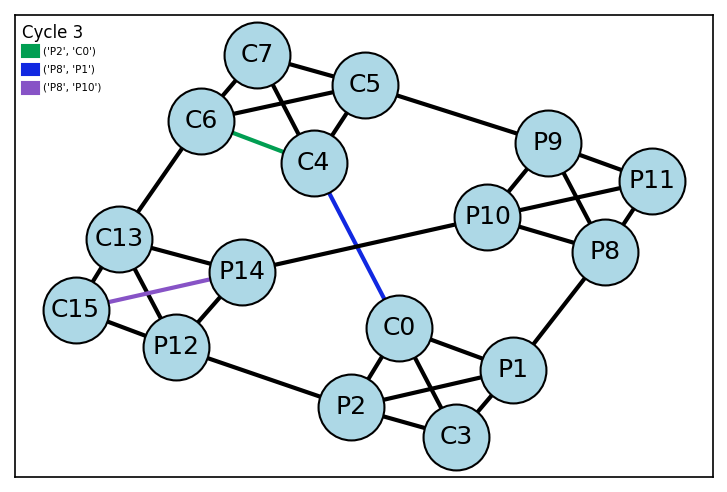 Cycle 3
('P2', 'C0')
('P8', 'P1')
('P8', 'P10')
C7
C5
C6
C4
P9
P11
P10
P8
C13
P14
C15
P12
C0
P1
P2
C3